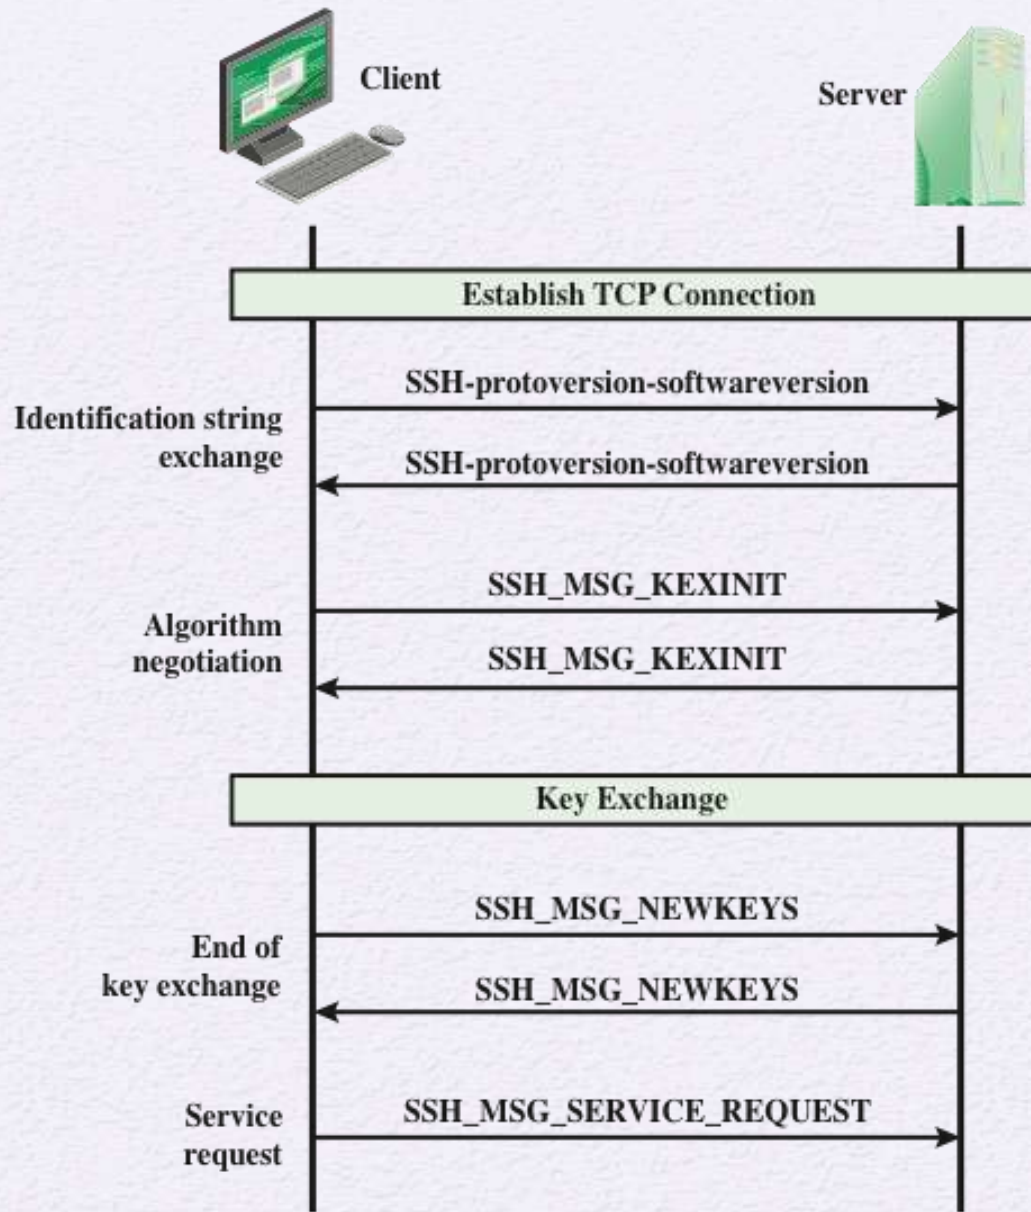 Client
Server
Establish TCP Connection
SSH-protoversion-softwareversion
Identification string
exchange
SSH-protoversion-softwareversion
SSH_MSG_KEXINIT
Algorithm
negotiation
SSH_MSG_KEXINIT
Key Exchange
SSH_MSG_NEWKEYS
End of
key exchange
SSH_MSG_NEWKEYS
SSH_MSG_SERVICE_REQUEST
Service
request